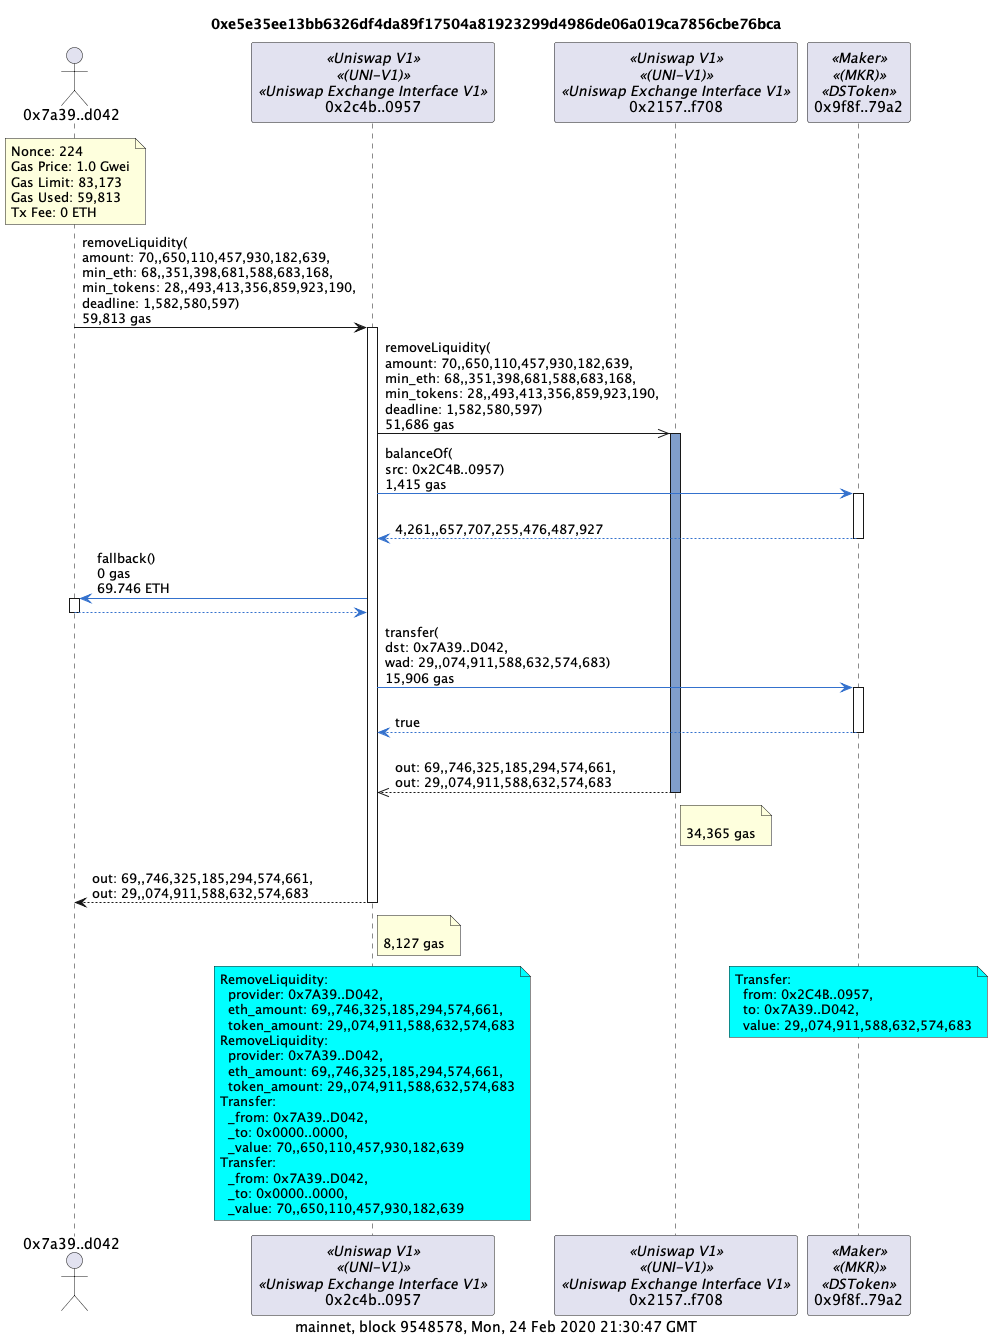 0xe5e35ee13bb6326df4da89f17504a81923299d4986de06a019ca7856cbe76bca
0x7a39..d042
«Uniswap V1»
«(UNI-V1)»
«Uniswap Exchange Interface V1»
0x2c4b..0957
«Uniswap V1»
«(UNI-V1)»
«Uniswap Exchange Interface V1»
0x2157..f708
«Maker»
«(MKR)»
«DSToken»
0x9f8f..79a2
Nonce: 224
Gas Price: 1.0 Gwei
Gas Limit: 83,173
Gas Used: 59,813
Tx Fee: 0 ETH
removeLiquidity(
amount: 70,,650,110,457,930,182,639,
min_eth: 68,,351,398,681,588,683,168,
min_tokens: 28,,493,413,356,859,923,190,
deadline: 1,582,580,597)
59,813 gas
removeLiquidity(
amount: 70,,650,110,457,930,182,639,
min_eth: 68,,351,398,681,588,683,168,
min_tokens: 28,,493,413,356,859,923,190,
deadline: 1,582,580,597)
51,686 gas
balanceOf(
src: 0x2C4B..0957)
1,415 gas
4,261,,657,707,255,476,487,927
fallback()
0 gas
69.746 ETH
transfer(
dst: 0x7A39..D042,
wad: 29,,074,911,588,632,574,683)
15,906 gas
true
out: 69,,746,325,185,294,574,661,
out: 29,,074,911,588,632,574,683
34,365 gas
out: 69,,746,325,185,294,574,661,
out: 29,,074,911,588,632,574,683
8,127 gas
RemoveLiquidity:
provider: 0x7A39..D042,
eth_amount: 69,,746,325,185,294,574,661,
token_amount: 29,,074,911,588,632,574,683
RemoveLiquidity:
provider: 0x7A39..D042,
eth_amount: 69,,746,325,185,294,574,661,
token_amount: 29,,074,911,588,632,574,683
Transfer:
_from: 0x7A39..D042,
_to: 0x0000..0000,
_value: 70,,650,110,457,930,182,639
Transfer:
_from: 0x7A39..D042,
_to: 0x0000..0000,
_value: 70,,650,110,457,930,182,639
Transfer:
from: 0x2C4B..0957,
to: 0x7A39..D042,
value: 29,,074,911,588,632,574,683
0x7a39..d042
«Uniswap V1»
«(UNI-V1)»
«Uniswap Exchange Interface V1»
0x2c4b..0957
«Uniswap V1»
«(UNI-V1)»
«Uniswap Exchange Interface V1»
0x2157..f708
«Maker»
«(MKR)»
«DSToken»
0x9f8f..79a2
mainnet, block 9548578, Mon, 24 Feb 2020 21:30:47 GMT